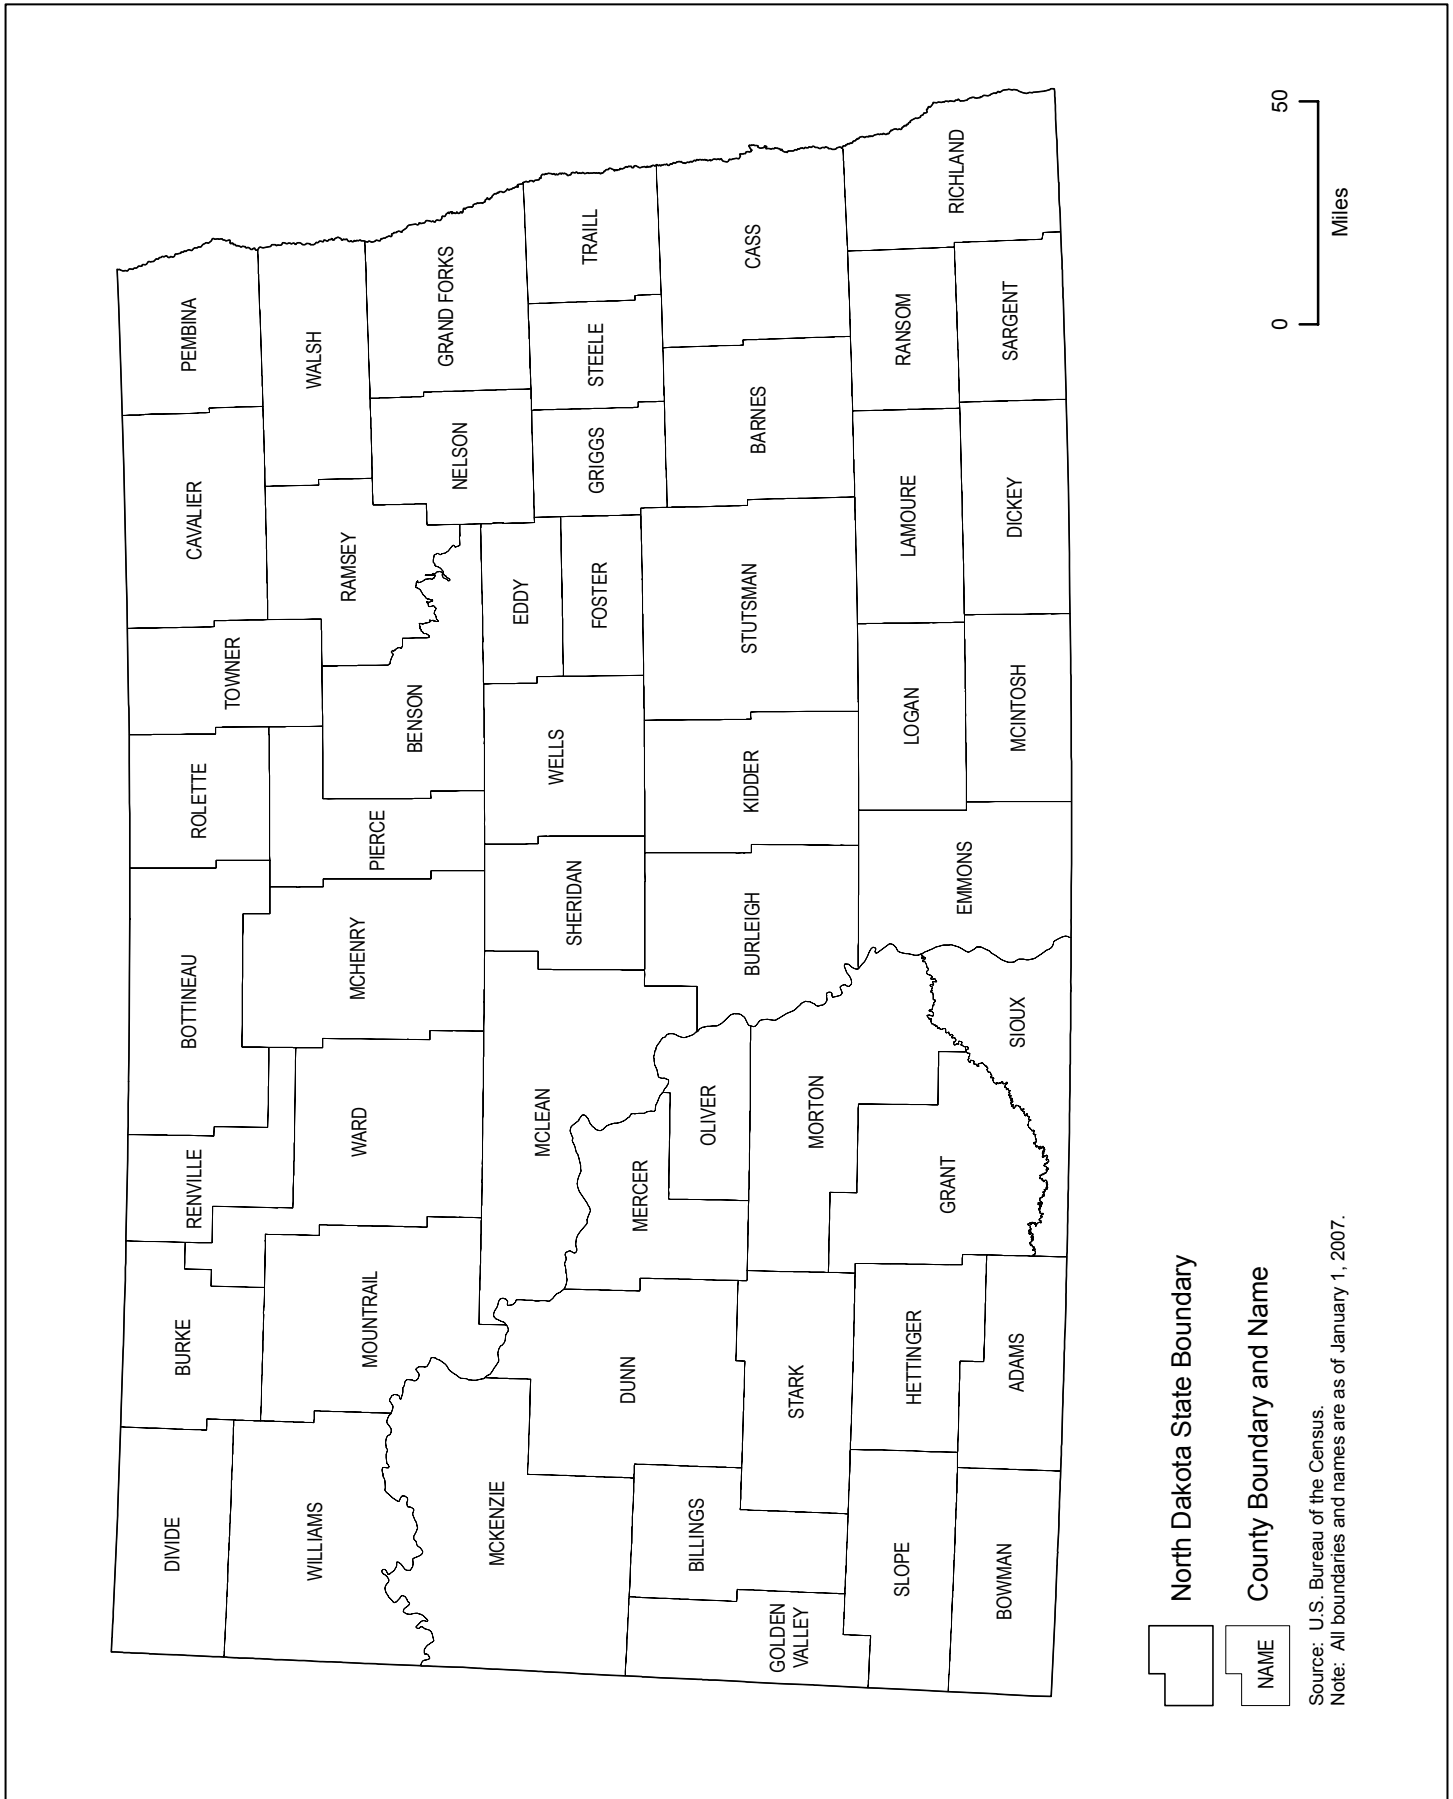 DIVIDE
BURKE
RENVILLE
BOTTINEAU
ROLETTE
TOWNER
CAVALIER
PEMBINA
WILLIAMS
MOUNTRAIL
WARD
MCHENRY
PIERCE
BENSON
RAMSEY
WALSH
NELSON
GRAND FORKS
MCKENZIE
DUNN
MERCER
MCLEAN
OLIVER
SHERIDAN
WELLS
EDDY
FOSTER
GRIGGS
STEELE
TRAILL
GOLDEN
VALLEY
BILLINGS
STARK
MORTON
BURLEIGH
KIDDER
STUTSMAN
BARNES
CASS
SLOPE
HETTINGER
GRANT
EMMONS
LOGAN
LAMOURE
RANSOM
RICHLAND
BOWMAN
ADAMS
SIOUX
MCINTOSH
DICKEY
SARGENT
North Dakota State Boundary
NAME
County Boundary and Name
0 50
Miles
Source: U.S. Bureau of the Census.
Note: All boundaries and names are as of January 1, 2007.